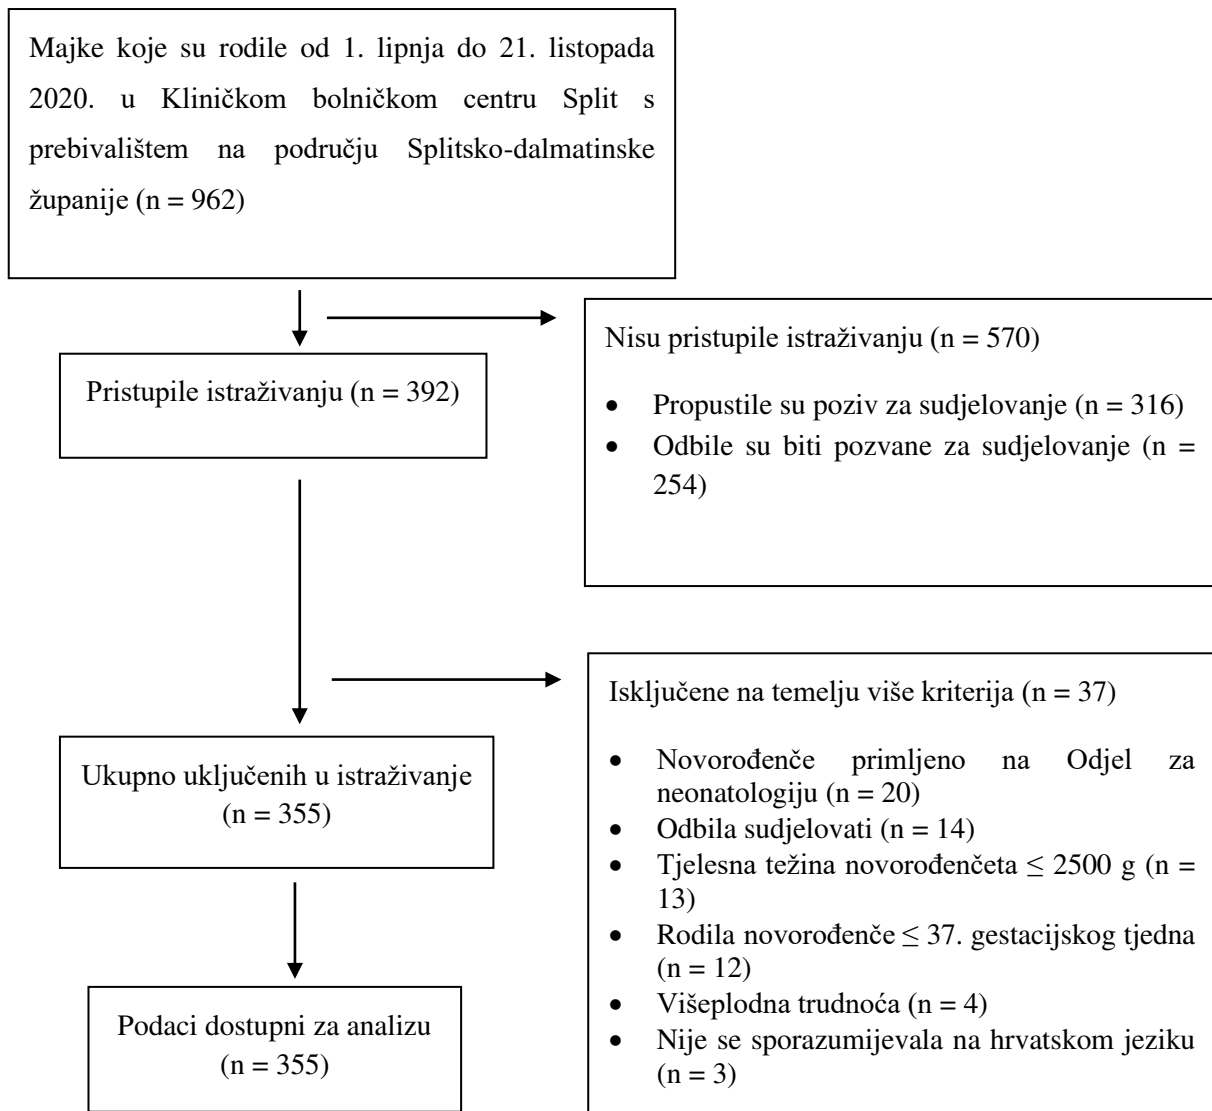 Majke koje su rodile od 1. lipnja do 21. listopada
2020. u Kliničkom bolničkom centru Split s
prebivalištem na području Splitsko-dalmatinske
županije (n = 962)
Nisu pristupile istraživanju (n = 570)
• Propustile su poziv za sudjelovanje (n = 316)
• Odbile su biti pozvane za sudjelovanje (n =
254)
Pristupile istraživanju (n = 392)
Isključene na temelju više kriterija (n = 37)
• Novorođenče primljeno na Odjel za
neonatologiju (n = 20)
• Odbila sudjelovati (n = 14)
• Tjelesna težina novorođenčeta ≤ 2500 g (n =
13)
• Rodila novorođenče ≤ 37. gestacijskog tjedna
(n = 12)
• Višeplodna trudnoća (n = 4)
• Nije se sporazumijevala na hrvatskom jeziku
(n = 3)
Ukupno uključenih u istraživanje
(n = 355)
Podaci dostupni za analizu
(n = 355)